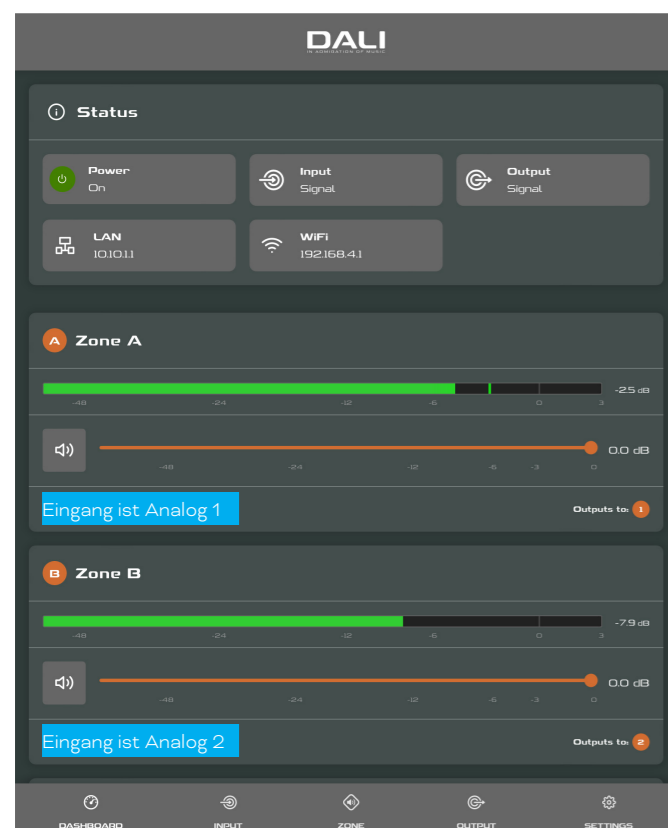 DALI
IN ADMIRATION OF MUSIC
Status
Power
On
Input
Signal
Output
Signal
LAN
10.10.1.1
WiFi
192.168.4.1
A Zone A
-2.5 dB
-48 -24 -12 -6 0 3
0.0 dB
-48 -24 -12 -6 -3 0
Eingang ist Analog 1
Outputs to: 1
B Zone B
-7.9 dB
-48 -24 -12 -6 0 3
0.0 dB
-48 -24 -12 -6 -3 0
Eingang ist Analog 2
Outputs to: 2
DASHBOARD INPUT ZONE OUTPUT SETTINGS